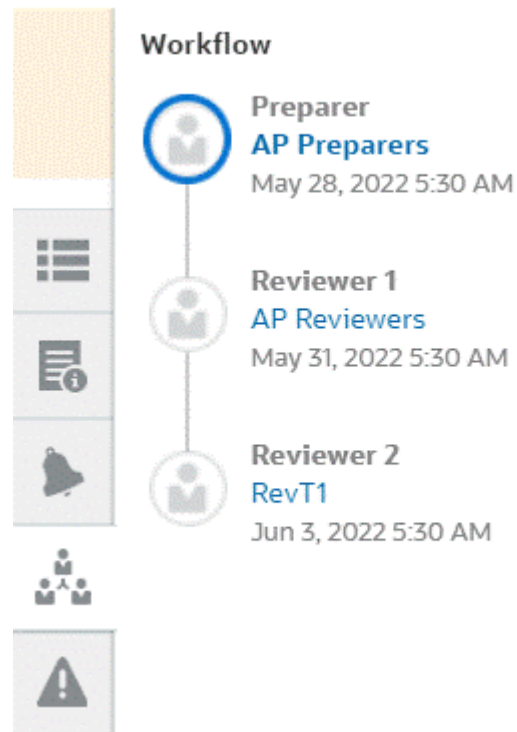 Workflow
Preparer
AP Preparers
May 28, 2022 5:30 AM
Reviewer 1
AP Reviewers
May 31, 2022 5:30 AM
Reviewer 2
RevT1
Jun 3, 2022 5:30 AM